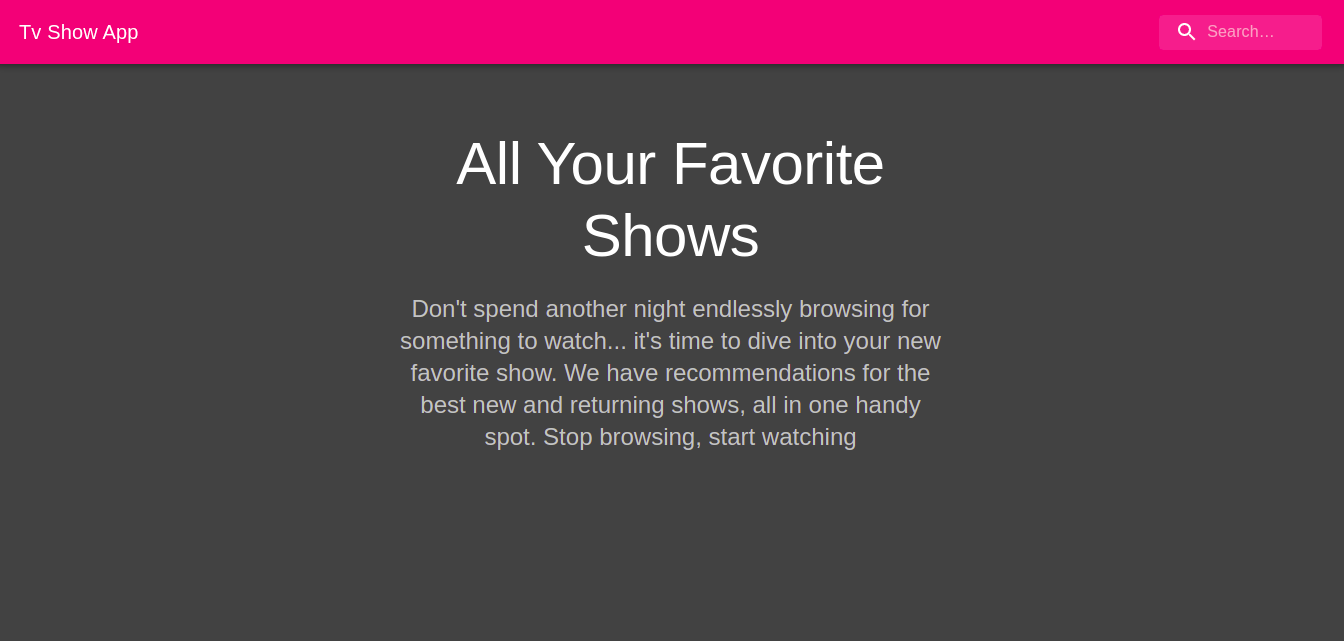 Tv Show App
Search…
All Your Favorite
Shows
Don't spend another night endlessly browsing for
something to watch... it's time to dive into your new
favorite show. We have recommendations for the
best new and returning shows, all in one handy
spot. Stop browsing, start watching